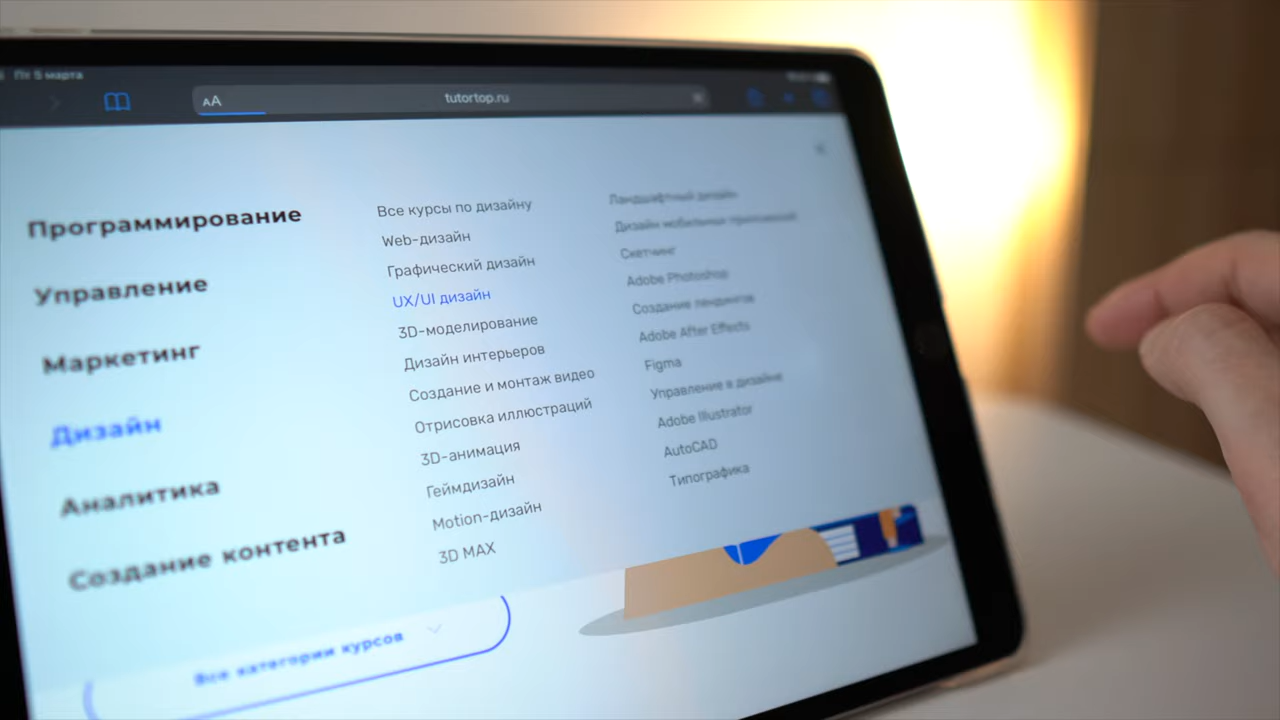 Пт 5 марта
AA
tutortop.ru
Программирование
Управление
Маркетинг
Дизайн
Аналитика
Создание контента
Все курсы по дизайну
Web-дизайн
Графический дизайн
UX/UI дизайн
3D-моделирование
Дизайн интерьеров
Создание и монтаж видео
Отрисовка иллюстраций
3D-анимация
Геймдизайн
Motion-дизайн
3D MAX
Ландшафтный дизайн
Дизайн мобильных приложений
Скетчинг
Adobe Photoshop
Создание лендингов
Adobe After Effects
Figma
Управление в дизайне
Adobe Illustrator
AutoCAD
Типографика
Все категории курсов